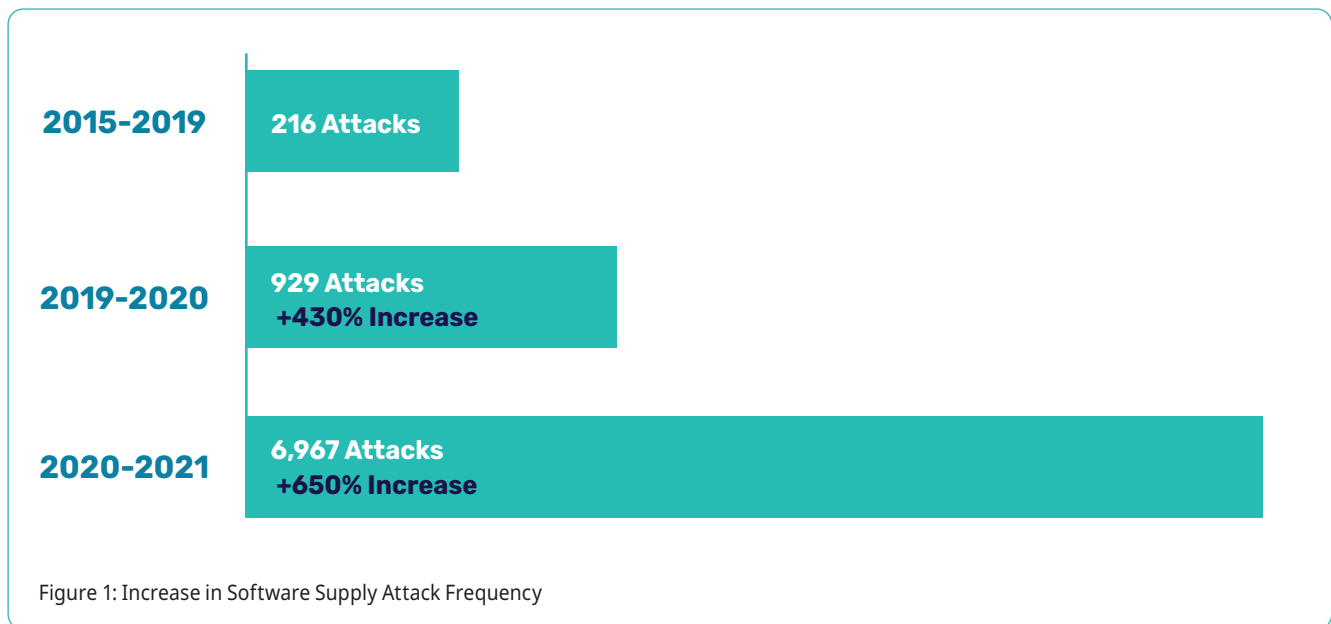 2015-2019
216 Attacks
2019-2020
929 Attacks
+430% Increase
2020-2021
6,967 Attacks
+650% Increase
Figure 1: Increase in Software Supply Attack Frequency